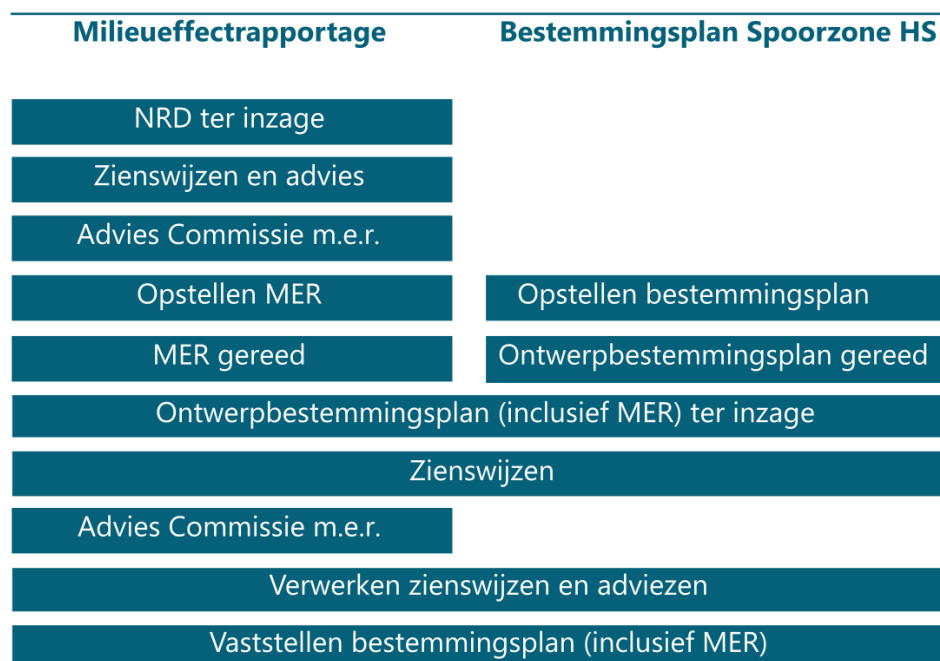 Milieueffectrapportage
Bestemmingsplan Spoorzone HS
NRD ter inzage
Zienswijzen en advies
Advies Commissie m.e.r.
Opstellen MER
Opstellen bestemmingsplan
MER gereed
Ontwerpbestemmingsplan gereed
Ontwerpbestemmingsplan (inclusief MER) ter inzage
Zienswijzen
Advies Commissie m.e.r.
Verwerken zienswijzen en adviezen
Vaststellen bestemmingsplan (inclusief MER)